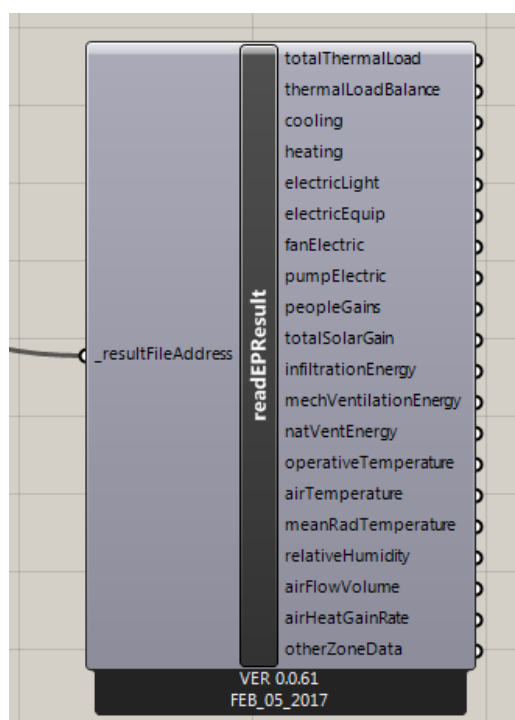 totalThermalLoad
thermalLoadBalance
cooling
heating
electricLight
electricEquip
fanElectric
pumpElectric
peopleGains
totalSolarGain
_resultFileAddress
readEPResult
infiltrationEnergy
mechVentilationEnergy
natVentEnergy
operativeTemperature
airTemperature
meanRadTemperature
relativeHumidity
airFlowVolume
airHeatGainRate
otherZoneData
VER 0.0.61
FEB_05_2017